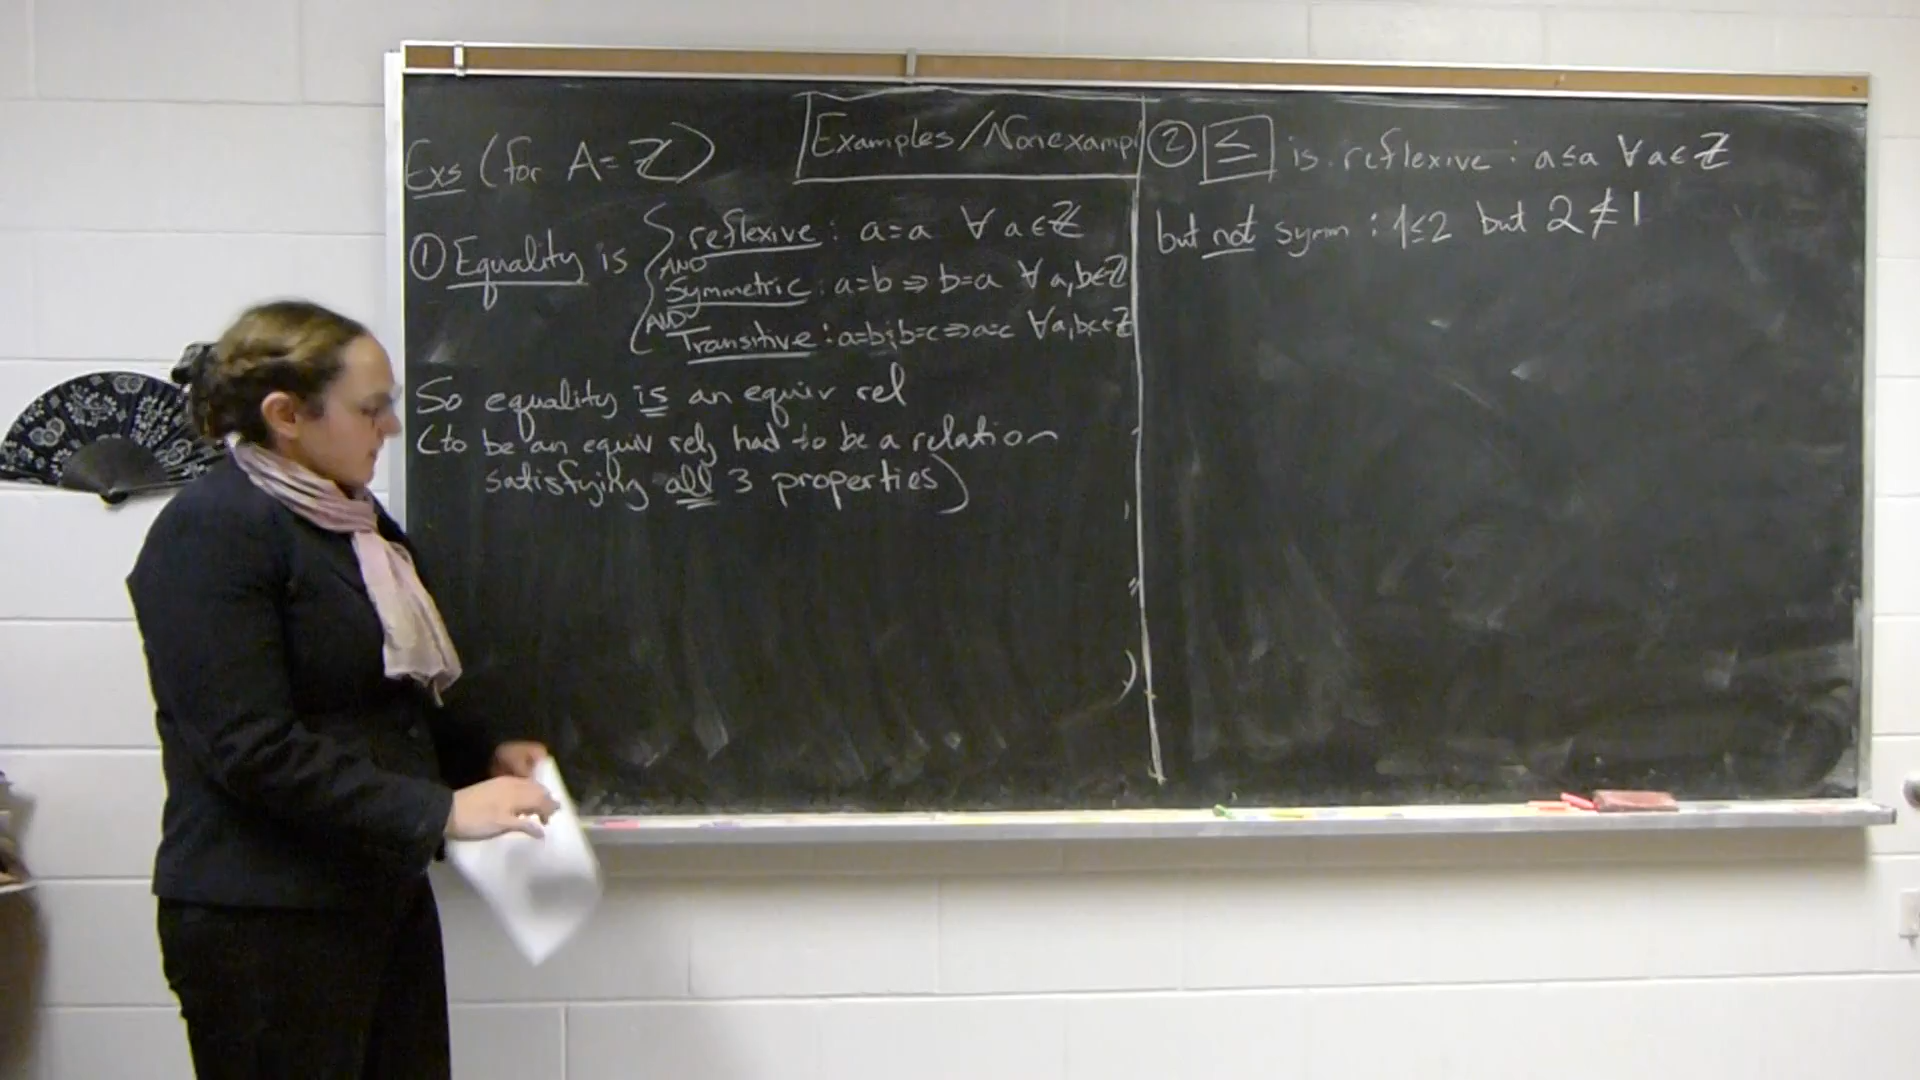 Exs (for A=ℤ)
Examples/Nonexamp
① Equality is
reflexive: a=a ∀ a∈ℤ
AND
Symmetric: a=b ⇒ b=a ∀ a,b∈ℤ
AND
Transitive: a=b; b=c ⇒ a=c ∀a,b,c∈ℤ
So equality is an equiv rel
(to be an equiv rel, had to be a relation
satisfying all 3 properties)
② ≤ is reflexive: a≤a ∀ a∈ℤ
but not symm: 1≤2 but 2≰1